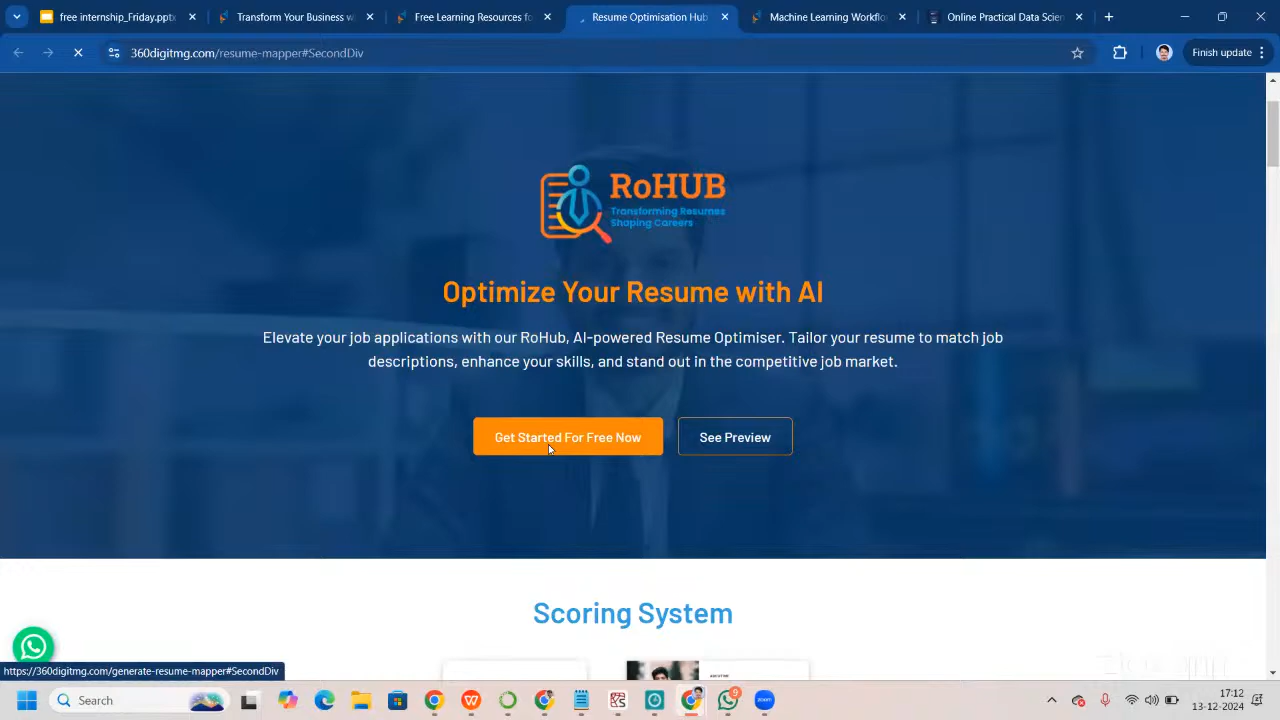 free internship_Friday.pptx
Transform Your Business w
Free Learning Resources fo
Resume Optimisation Hub
Machine Learning Workflo
Online Practical Data Scien
360digitmg.com/resume-mapper#SecondDiv
Finish update
RoHUB
Transforming Resumes
Shaping Careers
Optimize Your Resume with AI
Elevate your job applications with our RoHub, AI-powered Resume Optimiser. Tailor your resume to match job
descriptions, enhance your skills, and stand out in the competitive job market.
Get Started For Free Now
See Preview
Scoring System
https://360digitmg.com/generate-resume-mapper#SecondDiv
Search
9
zoom
17:12
13-12-2024